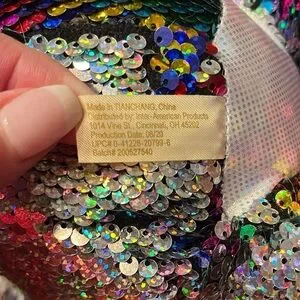 Made in TIANCHANG, China
Distributed by: Inter-American Products
1014 Vine St., Cincinnati, OH 45202
Production Date: 08/20
UPC# 0-41226-20799-6
Batch# 200527540